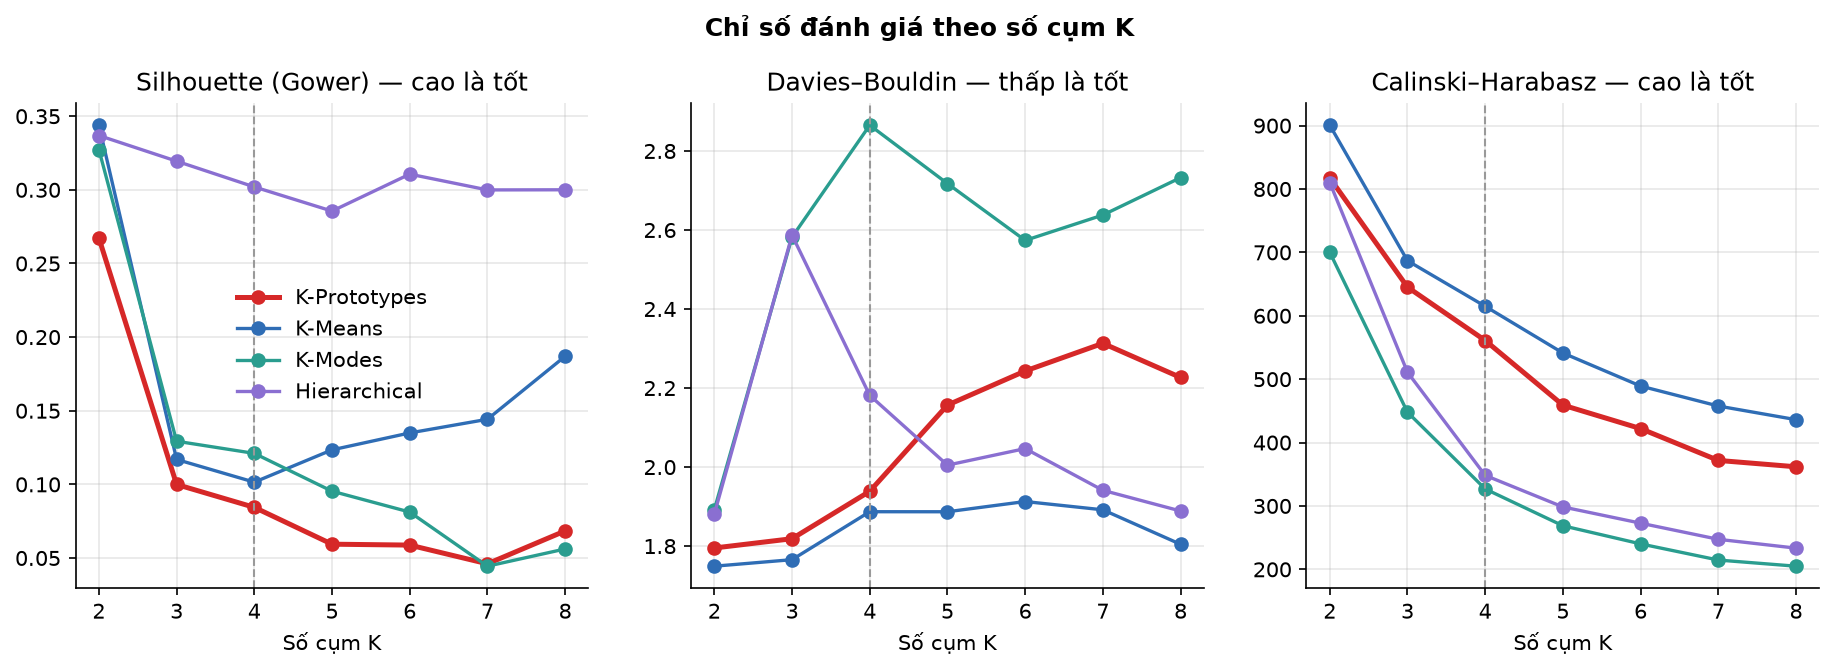 Chỉ số đánh giá theo số cụm K
Silhouette (Gower) — cao là tốt
0.35
0.30
0.25
0.20
0.15
0.10
0.05
K-Prototypes
K-Means
K-Modes
Hierarchical
2 3 4 5 6 7 8
Số cụm K
Davies–Bouldin — thấp là tốt
2.8
2.6
2.4
2.2
2.0
1.8
2 3 4 5 6 7 8
Số cụm K
Calinski–Harabasz — cao là tốt
900
800
700
600
500
400
300
200
2 3 4 5 6 7 8
Số cụm K